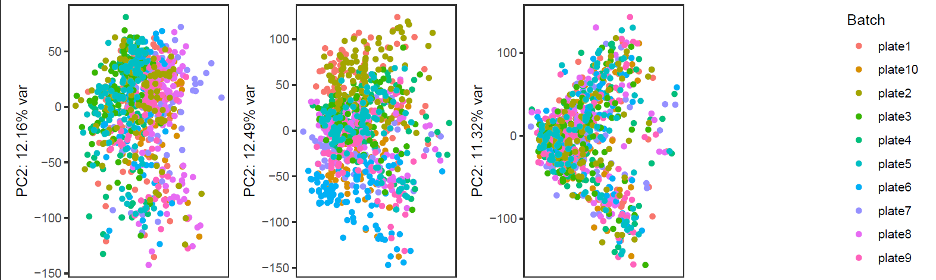 PC2: 12.16% var
50
0
−50
−100
−150
PC2: 12.49% var
100
50
0
−50
−100
−150
PC2: 11.32% var
100
0
−100
Batch
plate1
plate10
plate2
plate3
plate4
plate5
plate6
plate7
plate8
plate9